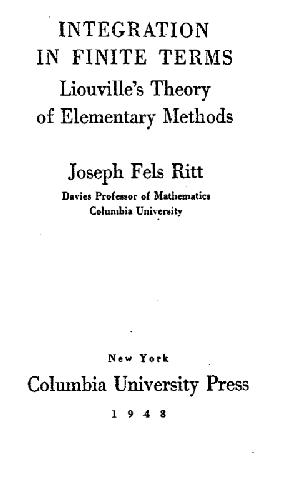 INTEGRATION
IN FINITE TERMS
Liouville's Theory
of Elementary Methods
Joseph Fels Ritt
Davies Professor of Mathematics
Columbia University
New York
Columbia University Press
1948